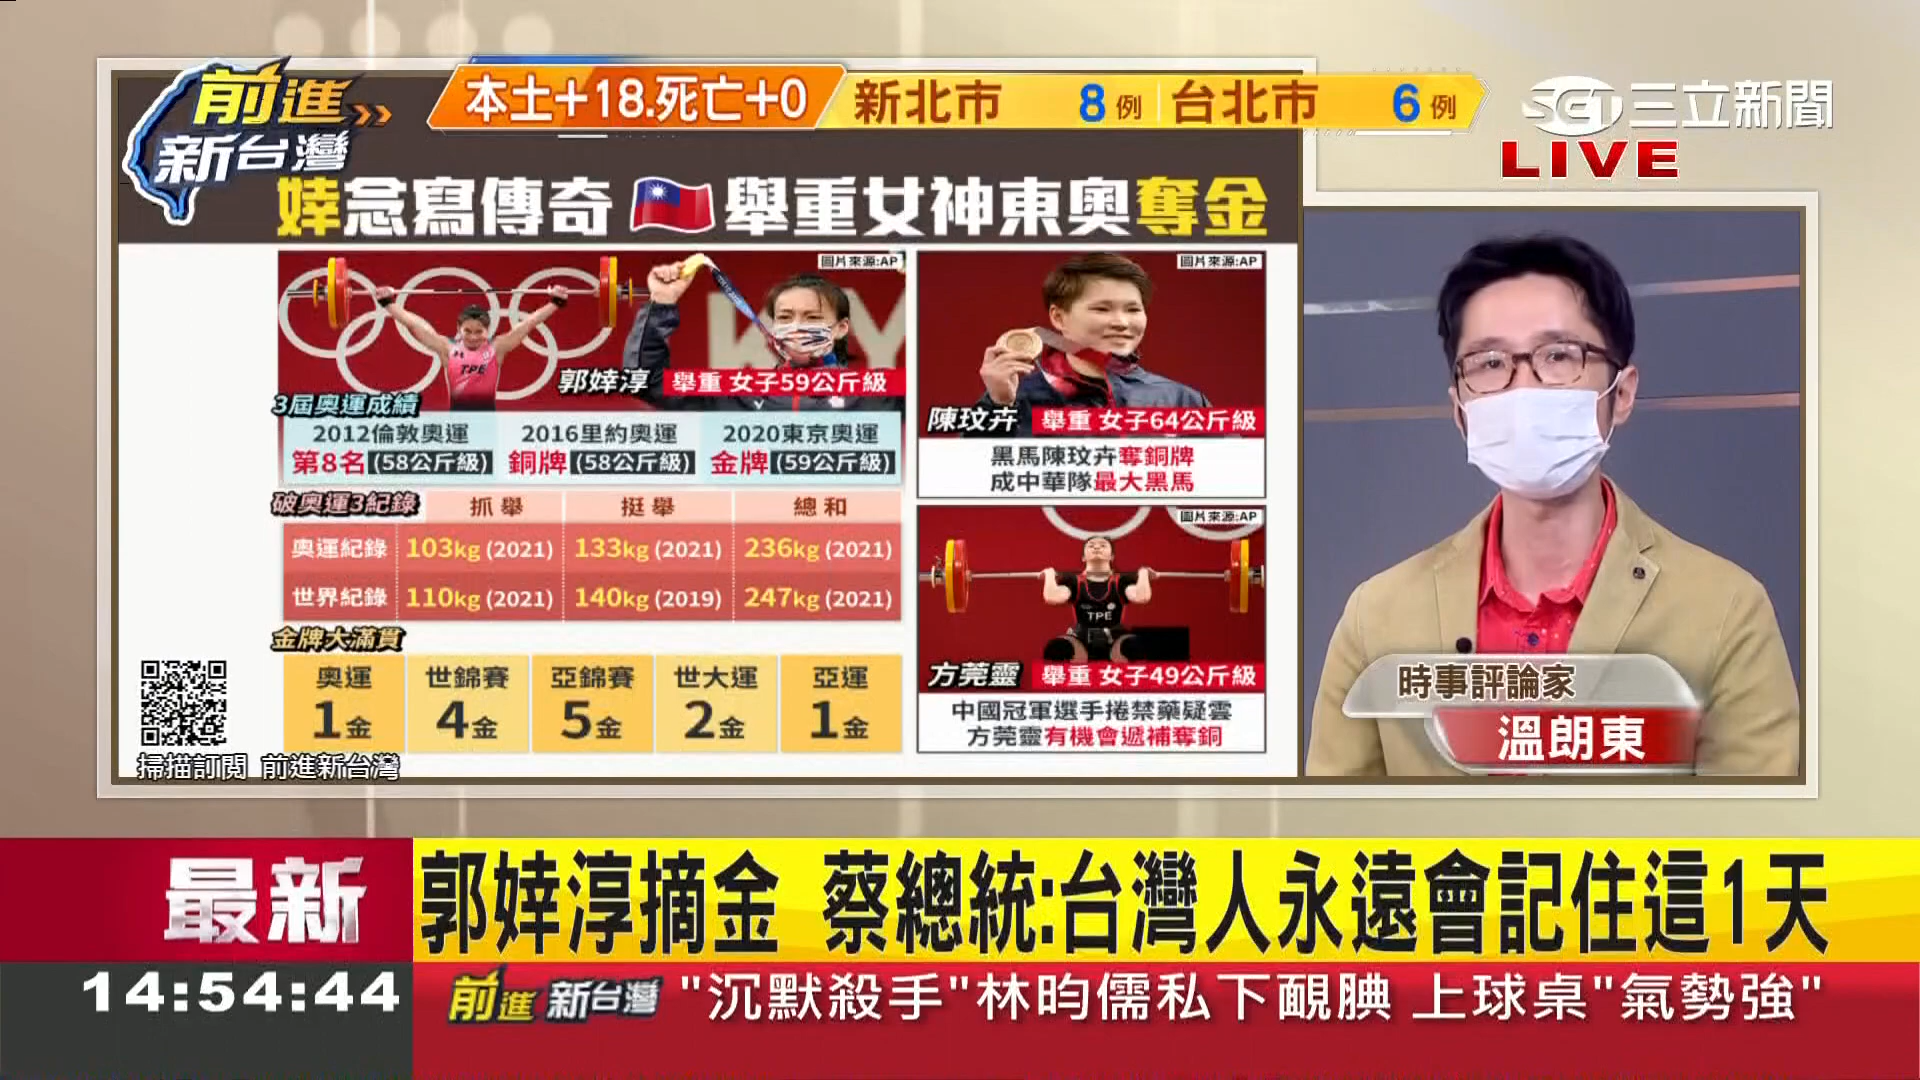 前進
新台灣
本土+18.死亡+0 新北市 8例 台北市 6例
SET三立新聞
LIVE
婞念寫傳奇 舉重女神東奧奪金
圖片來源:AP
TPE
郭婞淳 舉重 女子59公斤級
3屆奧運成績
2012倫敦奧運 2016里約奧運 2020東京奧運
第8名(58公斤級) 銅牌(58公斤級) 金牌(59公斤級)
破奧運3紀錄 抓舉 挺舉 總和
奧運紀錄 103kg(2021) 133kg(2021) 236kg(2021)
世界紀錄 110kg(2021) 140kg(2019) 247kg(2021)
金牌大滿貫
奧運 世錦賽 亞錦賽 世大運 亞運
1金 4金 5金 2金 1金
掃描訂閱 前進新台灣
圖片來源:AP
陳玟卉 舉重 女子64公斤級
黑馬陳玟卉奪銅牌
成中華隊最大黑馬
圖片來源:AP
TPE
方莞靈 舉重 女子49公斤級
中國冠軍選手捲禁藥疑雲
方莞靈有機會遞補奪銅
時事評論家
溫朗東
最新 郭婞淳摘金 蔡總統:台灣人永遠會記住這1天
14:54:44 前進新台灣 "沉默殺手"林昀儒私下靦腆 上球桌"氣勢強"